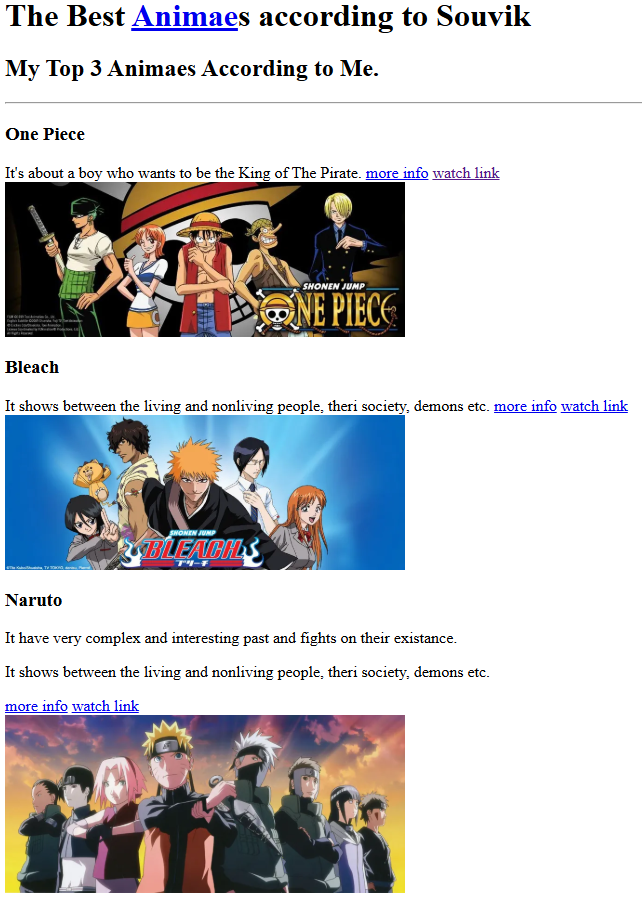 The Best Animaes according to Souvik
My Top 3 Animaes According to Me.
One Piece
It's about a boy who wants to be the King of The Pirate. more info watch link
SHONEN JUMP
ONE PIECE
Bleach
It shows between the living and nonliving people, theri society, demons etc. more info watch link
SHONEN JUMP
BLEACH
ブリーチ
Naruto
It have very complex and interesting past and fights on their existance.
It shows between the living and nonliving people, theri society, demons etc.
more info watch link